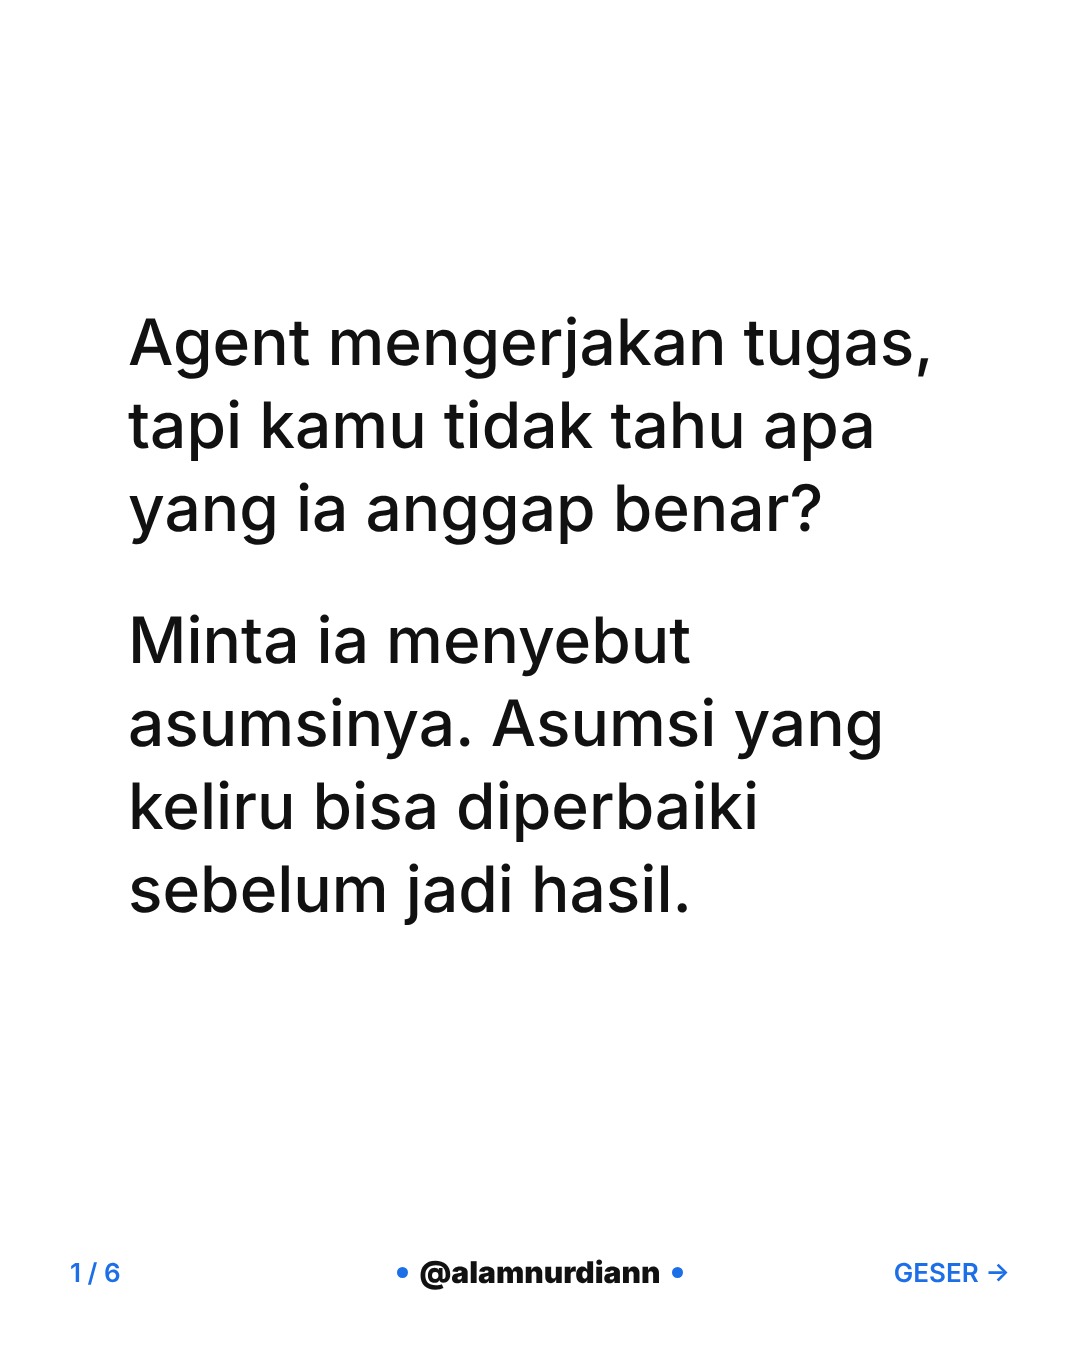 Agent mengerjakan tugas,
tapi kamu tidak tahu apa
yang ia anggap benar?
Minta ia menyebut
asumsinya. Asumsi yang
keliru bisa diperbaiki
sebelum jadi hasil.
1 / 6
• @alamnurdiann •
GESER →